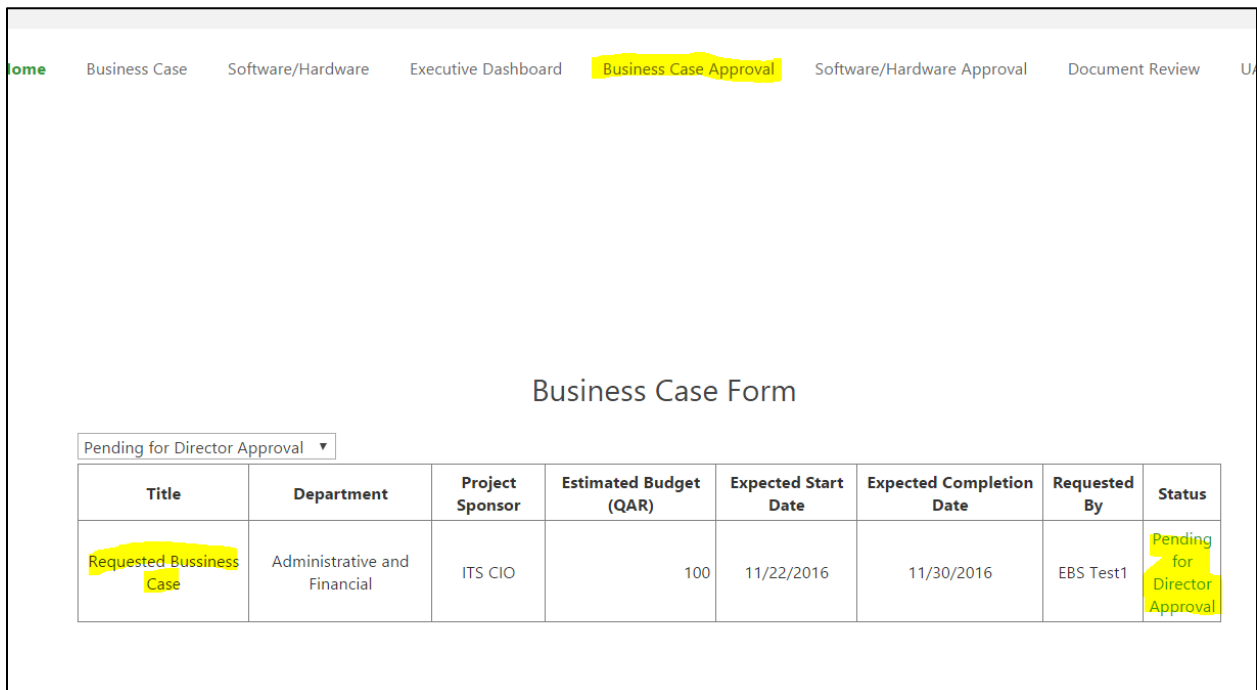 ome Business Case Software/Hardware Executive Dashboard Business Case Approval Software/Hardware Approval Document Review UA
Business Case Form
Pending for Director Approval
Title Department Project Sponsor Estimated Budget (QAR) Expected Start Date Expected Completion Date Requested By Status
Requested Bussiness Case Administrative and Financial ITS CIO 100 11/22/2016 11/30/2016 EBS Test1 Pending for Director Approval